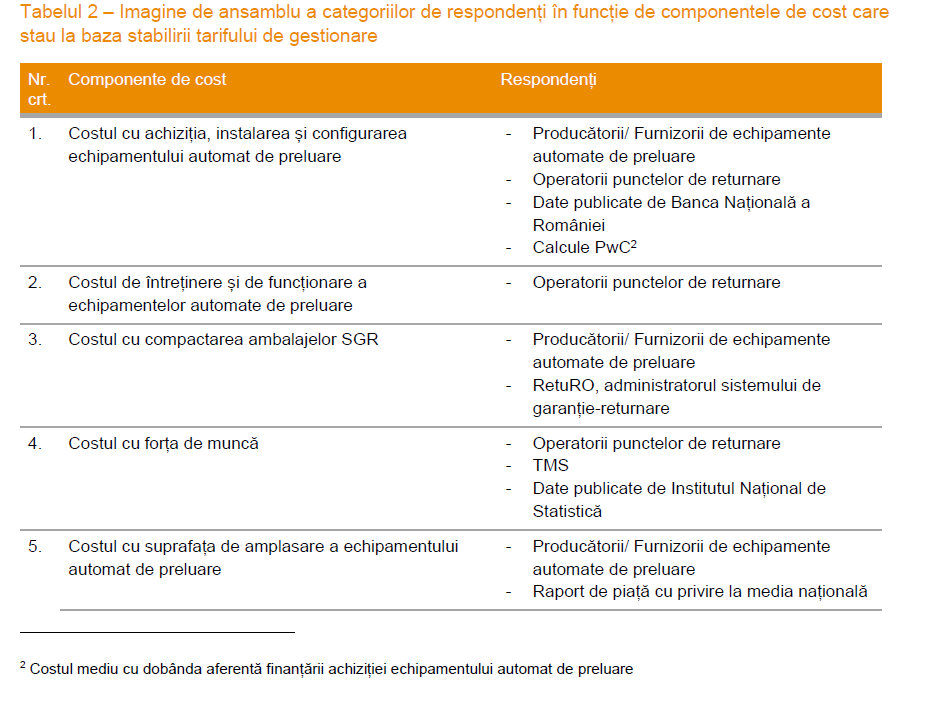 Tabelul 2 – Imagine de ansamblu a categoriilor de respondenți în funcție de componentele de cost care
stau la baza stabilirii tarifului de gestionare
Nr. Componente de cost Respondenți
crt.
1. Costul cu achiziția, instalarea și configurarea
echipamentului automat de preluare
- Producătorii/ Furnizorii de echipamente
automate de preluare
- Operatorii punctelor de returnare
- Date publicate de Banca Națională a
României
- Calcule PwC²
2. Costul de întreținere și de funcționare a
echipamentelor automate de preluare
- Operatorii punctelor de returnare
3. Costul cu compactarea ambalajelor SGR
- Producătorii/ Furnizorii de echipamente
automate de preluare
- RetuRO, administratorul sistemului de
garanție-returnare
4. Costul cu forța de muncă
- Operatorii punctelor de returnare
- TMS
- Date publicate de Institutul Național de
Statistică
5. Costul cu suprafața de amplasare a echipamentului
automat de preluare
- Producătorii/ Furnizorii de echipamente
automate de preluare
- Raport de piață cu privire la media națională
² Costul mediu cu dobânda aferentă finanțării achiziției echipamentului automat de preluare